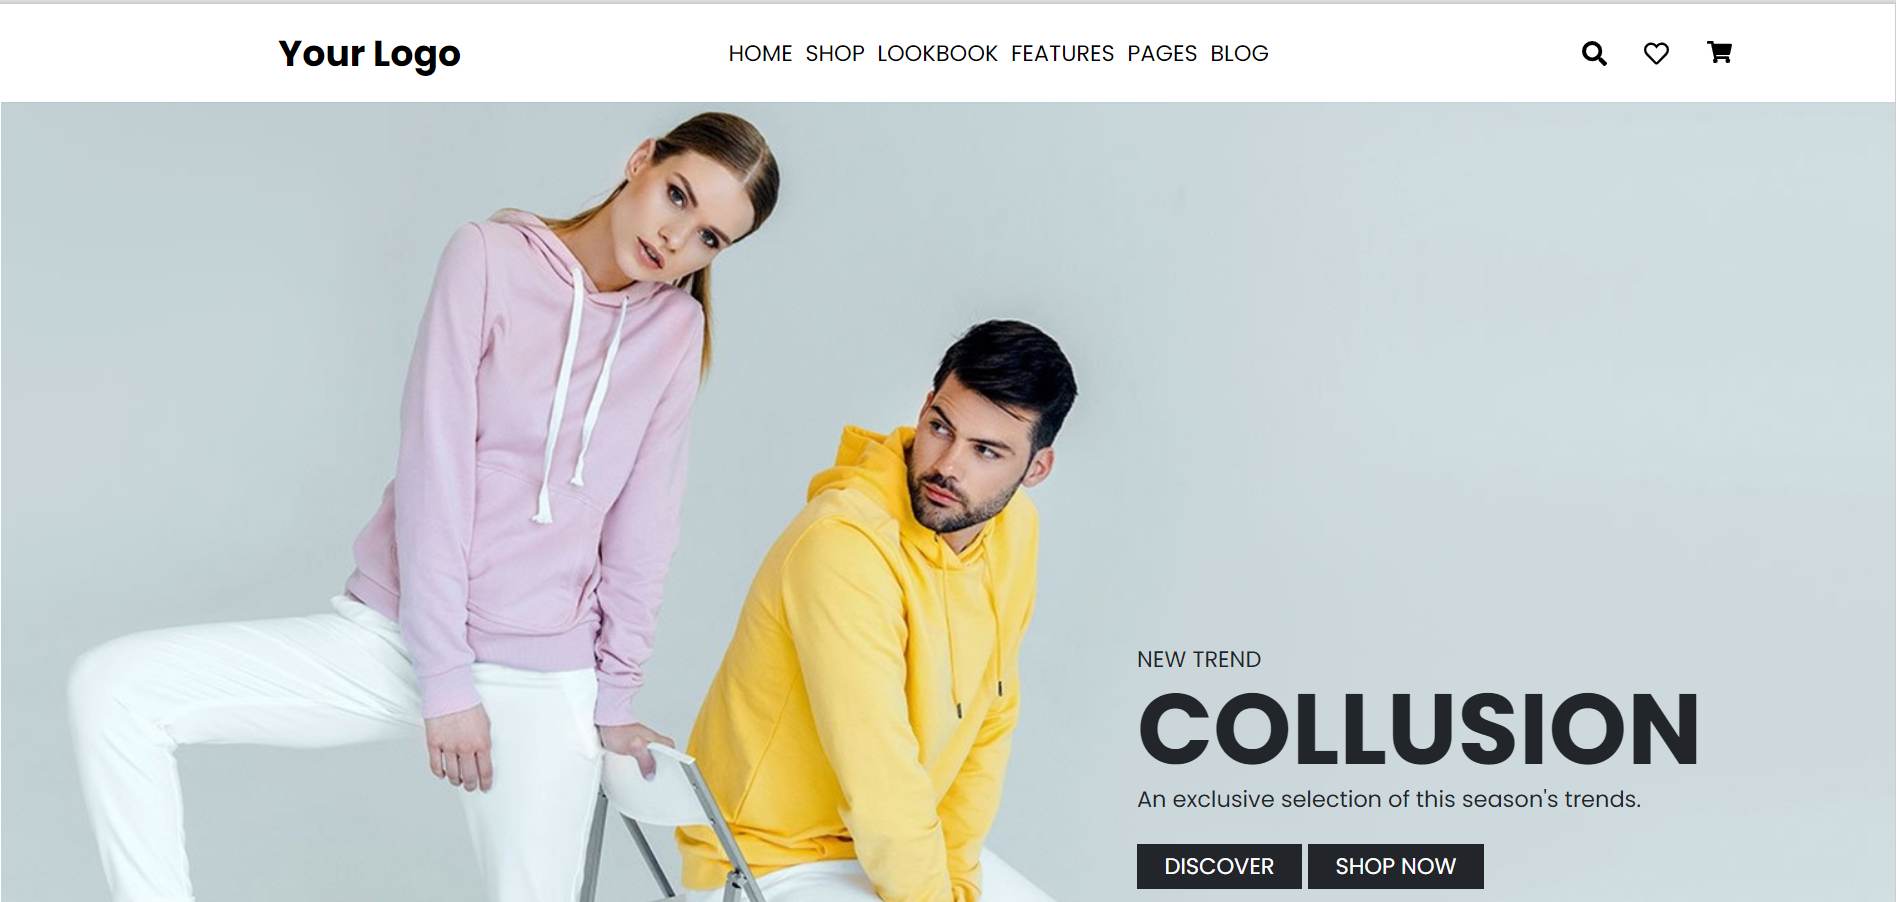 Your Logo
HOME SHOP LOOKBOOK FEATURES PAGES BLOG
NEW TREND
COLLUSION
An exclusive selection of this season's trends.
DISCOVER SHOP NOW